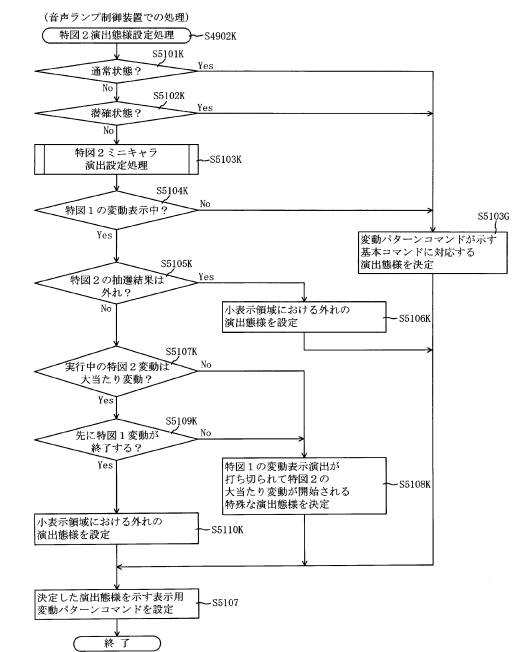 (音声ランプ制御装置での処理)
特図2演出態様設定処理
S4902K
S5101K
通常状態?
Yes
No
S5102K
潜確状態?
Yes
No
特図2ミニキャラ
演出設定処理
S5103K
S5104K
特図1の変動表示中?
No
Yes
S5103G
変動パターンコマンドが示す
基本コマンドに対応する
演出態様を決定
S5105K
特図2の抽選結果は
外れ?
Yes
No
小表示領域における外れの
演出態様を設定
S5106K
S5107K
実行中の特図2変動は
大当たり変動?
No
Yes
S5109K
先に特図1変動が
終了する?
No
Yes
特図1の変動表示演出が
打ち切られて特図2の
大当たり変動が開始される
特殊な演出態様を決定
S5108K
小表示領域における外れの
演出態様を設定
S5110K
決定した演出態様を示す表示用
変動パターンコマンドを設定
S5107
終了